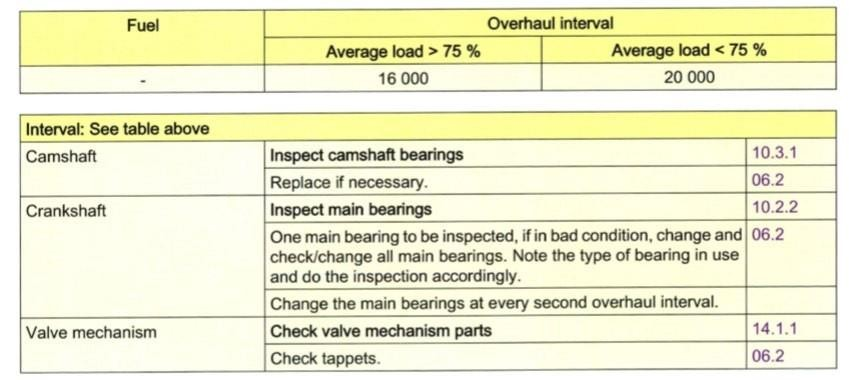 Fuel
Overhaul interval
Average load > 75 %
Average load < 75 %
-
16 000
20 000
Interval: See table above
Camshaft
Inspect camshaft bearings
10.3.1
Replace if necessary.
06.2
Crankshaft
Inspect main bearings
10.2.2
One main bearing to be inspected, if in bad condition, change and
06.2
check/change all main bearings. Note the type of bearing in use
and do the inspection accordingly.
Change the main bearings at every second overhaul interval.
Valve mechanism
Check valve mechanism parts
14.1.1
Check tappets.
06.2